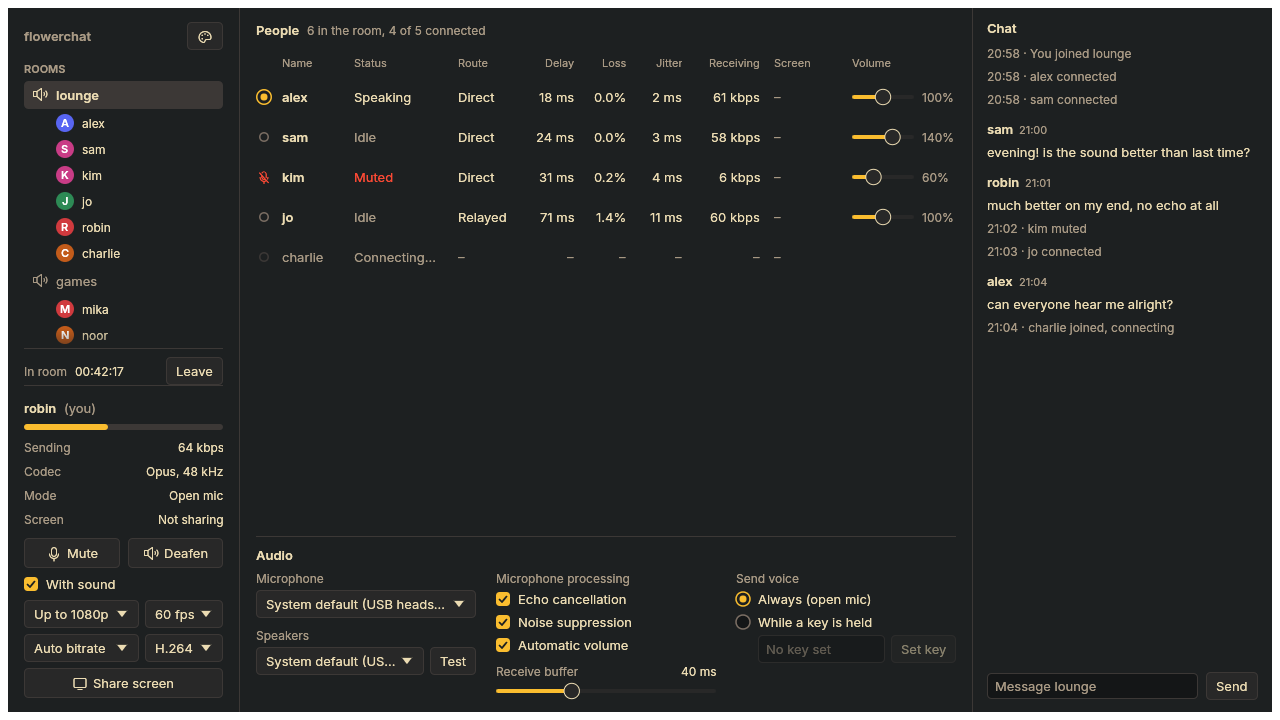 flowerchat
ROOMS
lounge
A alex
S sam
K kim
J jo
R robin
C charlie
games
M mika
N noor
In room 00:42:17 Leave
robin (you)
Sending 64 kbps
Codec Opus, 48 kHz
Mode Open mic
Screen Not sharing
Mute Deafen
With sound
Up to 1080p 60 fps
Auto bitrate H.264
Share screen
People 6 in the room, 4 of 5 connected
Name Status Route Delay Loss Jitter Receiving Screen Volume
alex Speaking Direct 18 ms 0.0% 2 ms 61 kbps – 100%
sam Idle Direct 24 ms 0.0% 3 ms 58 kbps – 140%
kim Muted Direct 31 ms 0.2% 4 ms 6 kbps – 60%
jo Idle Relayed 71 ms 1.4% 11 ms 60 kbps – 100%
charlie Connecting... – – – – – –
Audio
Microphone
System default (USB heads...
Speakers
System default (US... Test
Microphone processing
Echo cancellation
Noise suppression
Automatic volume
Receive buffer 40 ms
Send voice
Always (open mic)
While a key is held
No key set Set key
Chat
20:58 · You joined lounge
20:58 · alex connected
20:58 · sam connected
sam 21:00
evening! is the sound better than last time?
robin 21:01
much better on my end, no echo at all
21:02 · kim muted
21:03 · jo connected
alex 21:04
can everyone hear me alright?
21:04 · charlie joined, connecting
Message lounge Send